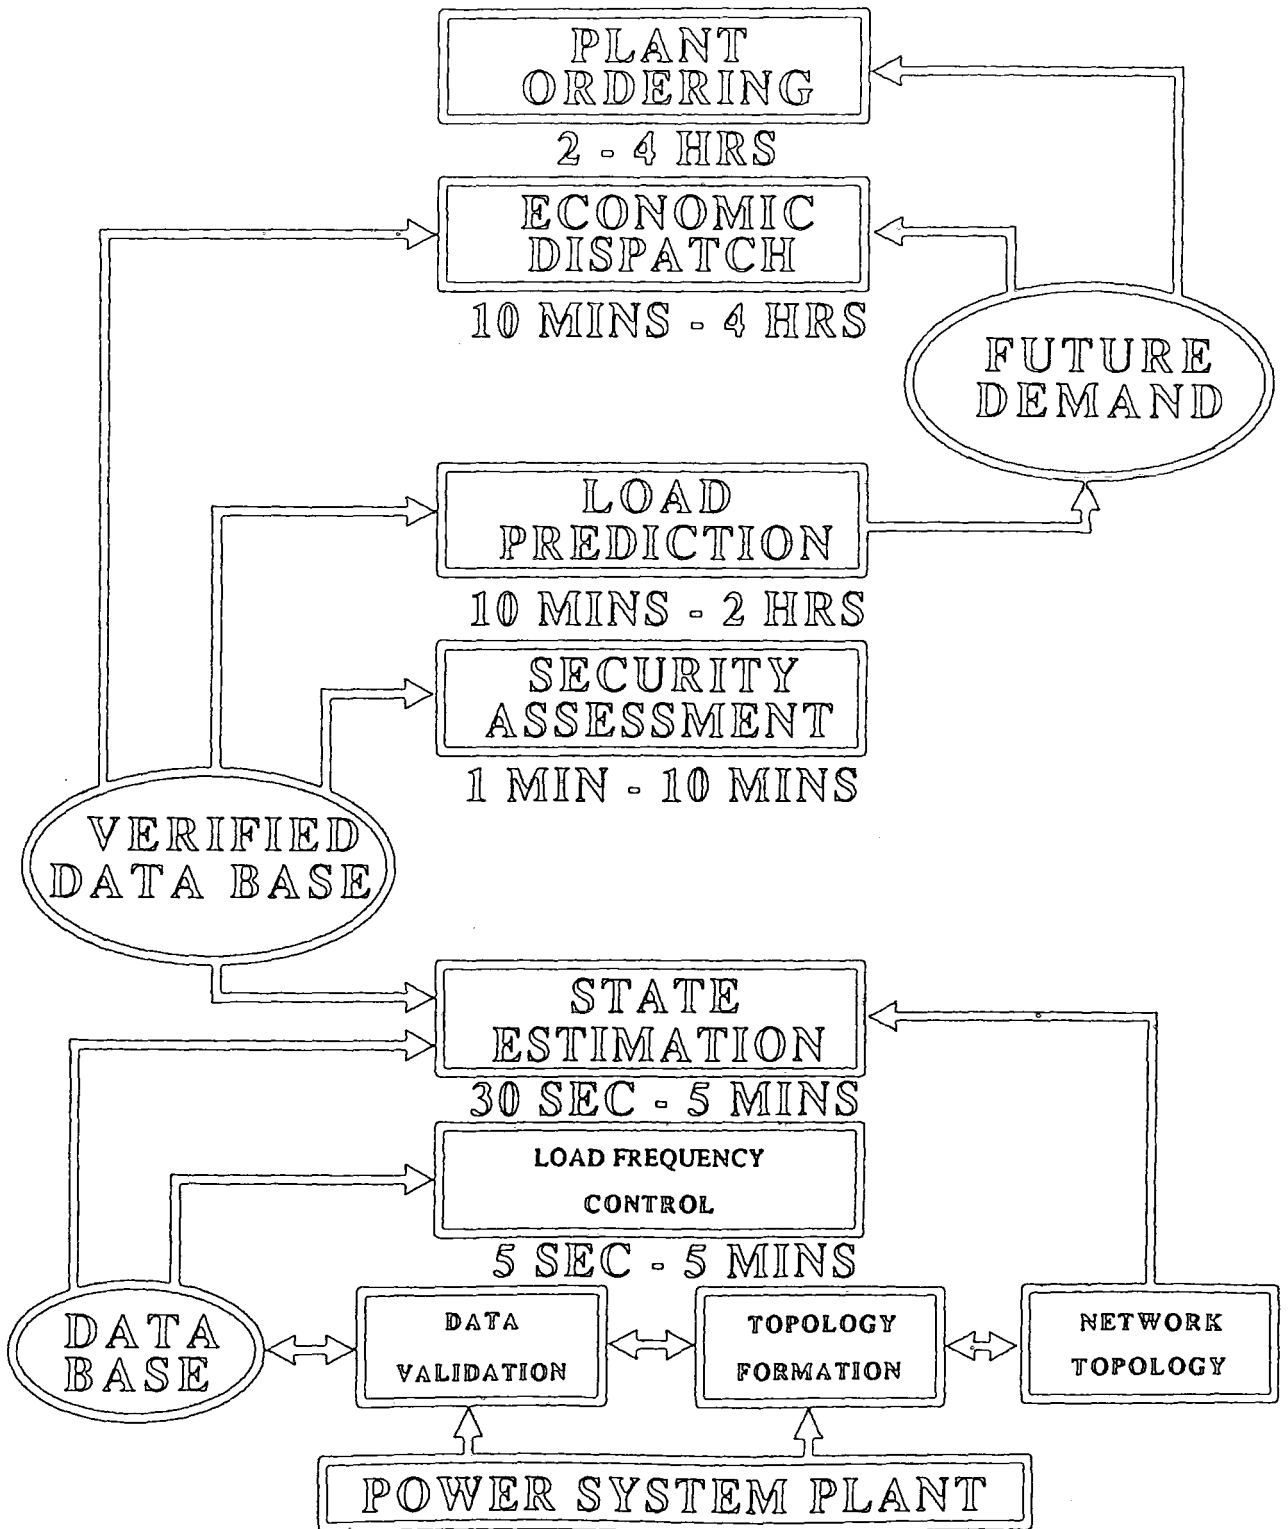 PLANT
ORDERING
2 - 4 HRS
ECONOMIC
DISPATCH
10 MINS - 4 HRS
FUTURE
DEMAND
LOAD
PREDICTION
10 MINS - 2 HRS
SECURITY
ASSESSMENT
1 MIN - 10 MINS
VERIFIED
DATA BASE
STATE
ESTIMATION
30 SEC - 5 MINS
LOAD FREQUENCY
CONTROL
5 SEC - 5 MINS
DATA
BASE
DATA
VALIDATION
TOPOLOGY
FORMATION
NETWORK
TOPOLOGY
POWER SYSTEM PLANT